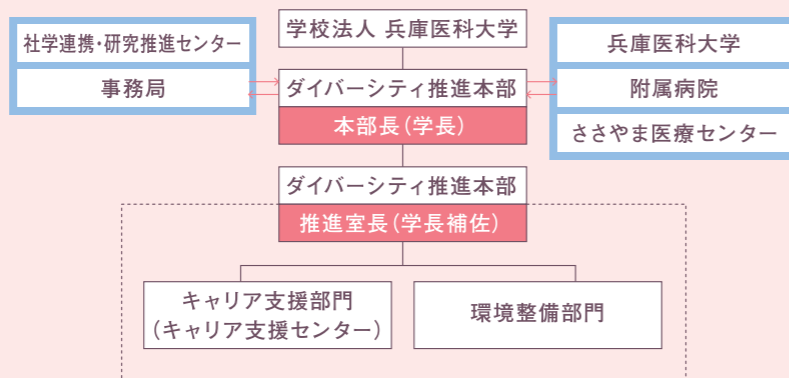 学校法人 兵庫医科大学
社学連携・研究推進センター
事務局
ダイバーシティ推進本部
本部長（学長）
兵庫医科大学
附属病院
ささやま医療センター
ダイバーシティ推進本部
推進室長（学長補佐）
キャリア支援部門
（キャリア支援センター）
環境整備部門